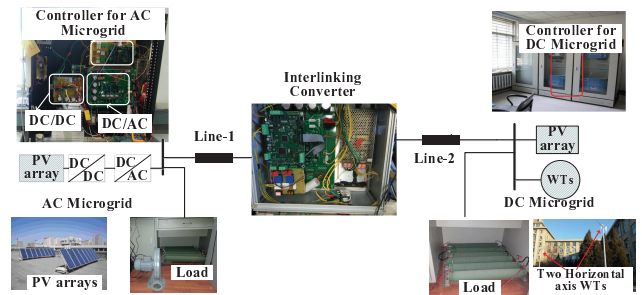 Controller for AC
Microgrid
DC/DC
DC/AC
Interlinking
Converter
Controller for
DC Microgrid
Line-1
Line-2
PV
array
DC
DC
DC
AC
AC Microgrid
PV
array
WTs
DC Microgrid
PV arrays
Load
Load
Two Horizontal
axis WTs